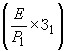 (E/P₁ × 3₁)